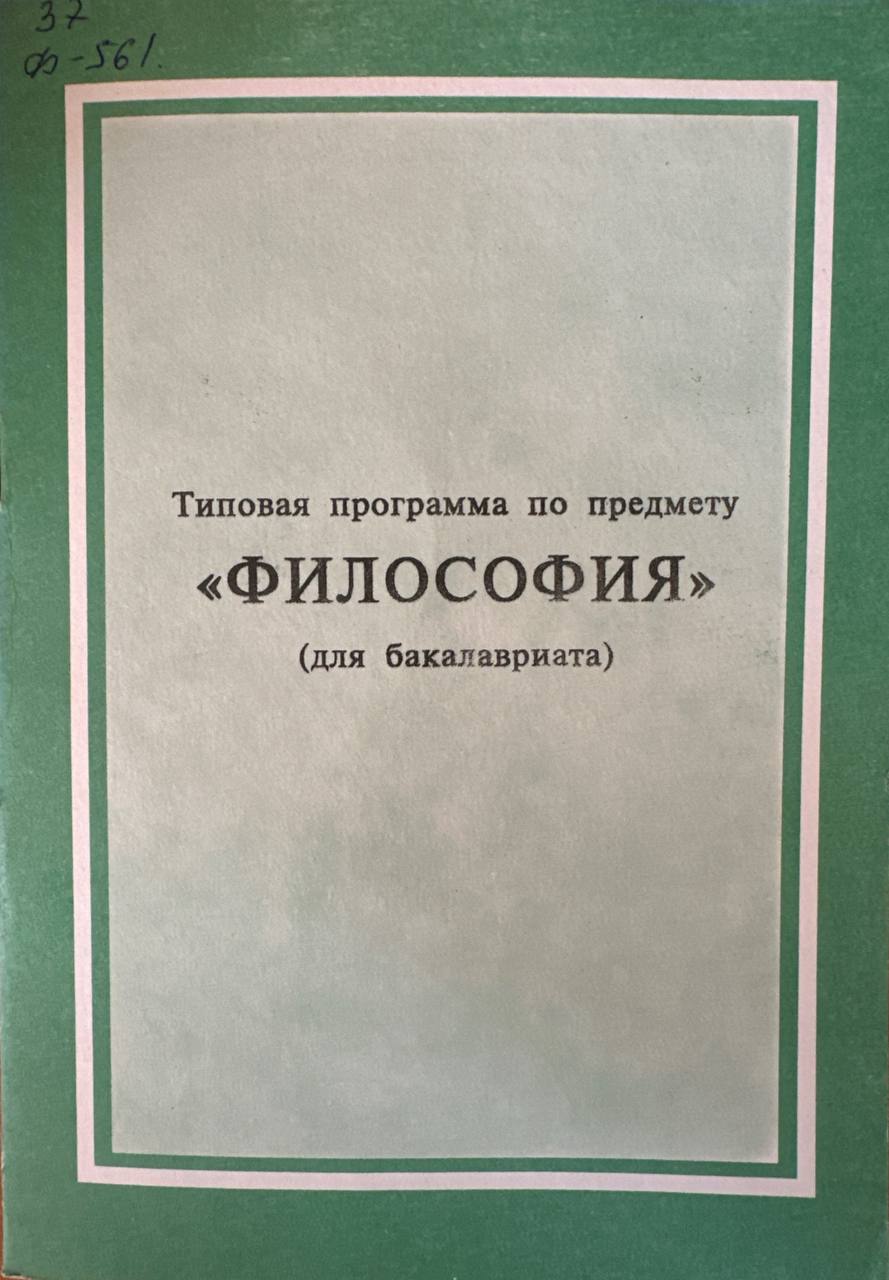 37
Ф-561.
Типовая программа по предмету
«ФИЛОСОФИЯ»
(для бакалавриата)